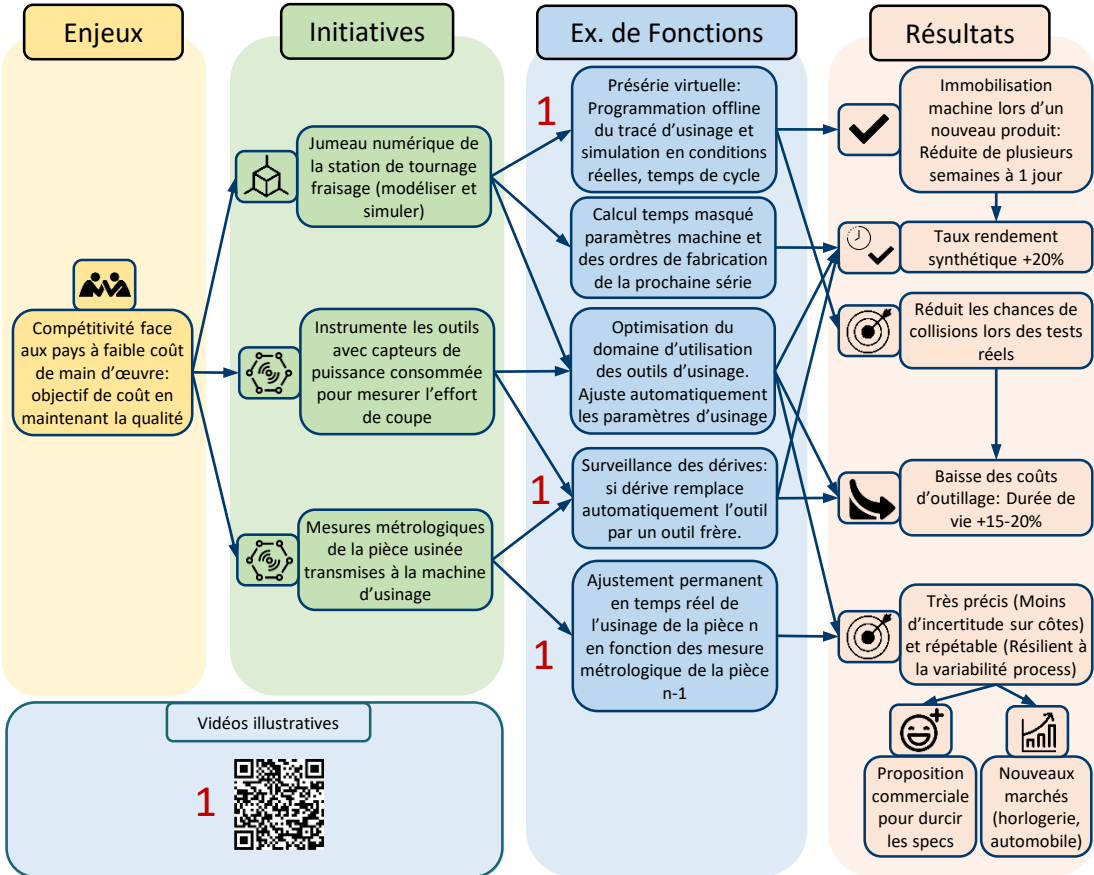 Enjeux
Initiatives
Ex. de Fonctions
Résultats
Compétitivité face
aux pays à faible coût
de main d’œuvre:
objectif de coût en
maintenant la qualité
Jumeau numérique de
la station de tournage
fraisage (modéliser et
simuler)
Instrumente les outils
avec capteurs de
puissance consommée
pour mesurer l’effort
de coupe
Mesures métrologiques
de la pièce usinée
transmises à la machine
d’usinage
1
Présérie virtuelle:
Programmation offline
du tracé d’usinage et
simulation en conditions
réelles, temps de cycle
Calcul temps masqué
paramètres machine et
des ordres de fabrication
de la prochaine série
Optimisation du
domaine d’utilisation
des outils d’usinage.
Ajuste automatiquement
les paramètres d’usinage
1
Surveillance des dérives:
si dérive remplace
automatiquement l’outil
par un outil frère.
1
Ajustement permanent
en temps réel de
l’usinage de la pièce n
en fonction des mesure
métrologique de la pièce
n-1
Immobilisation
machine lors d’un
nouveau produit:
Réduite de plusieurs
semaines à 1 jour
Taux rendement
synthétique +20%
Réduit les chances de
collisions lors des tests
réels
Baisse des coûts
d’outillage: Durée de
vie +15-20%
Très précis (Moins
d’incertitude sur côtes)
et répétable (Résilient à
la variabilité process)
Proposition
commerciale
pour durcir
les specs
Nouveaux
marchés
(horlogerie,
automobile)
Vidéos illustratives
1